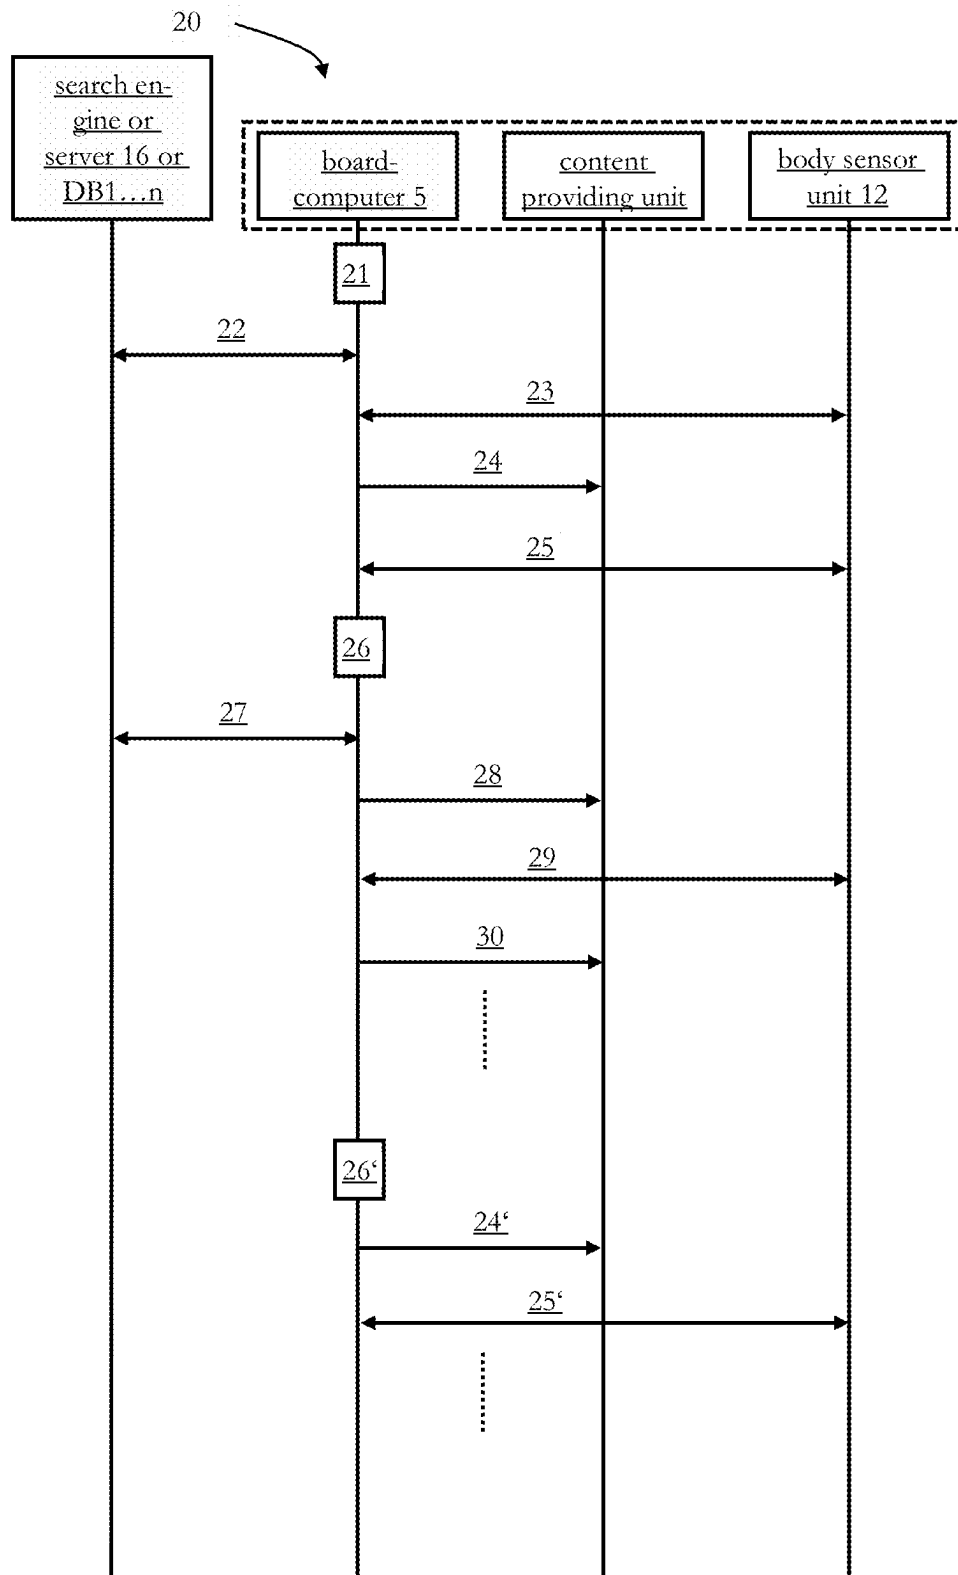 20
search en-
gine or
server 16 or
DB1…n
board-
computer 5
content
providing unit
body sensor
unit 12
21
22
23
24
25
26
27
28
29
30
26‘
24‘
25‘